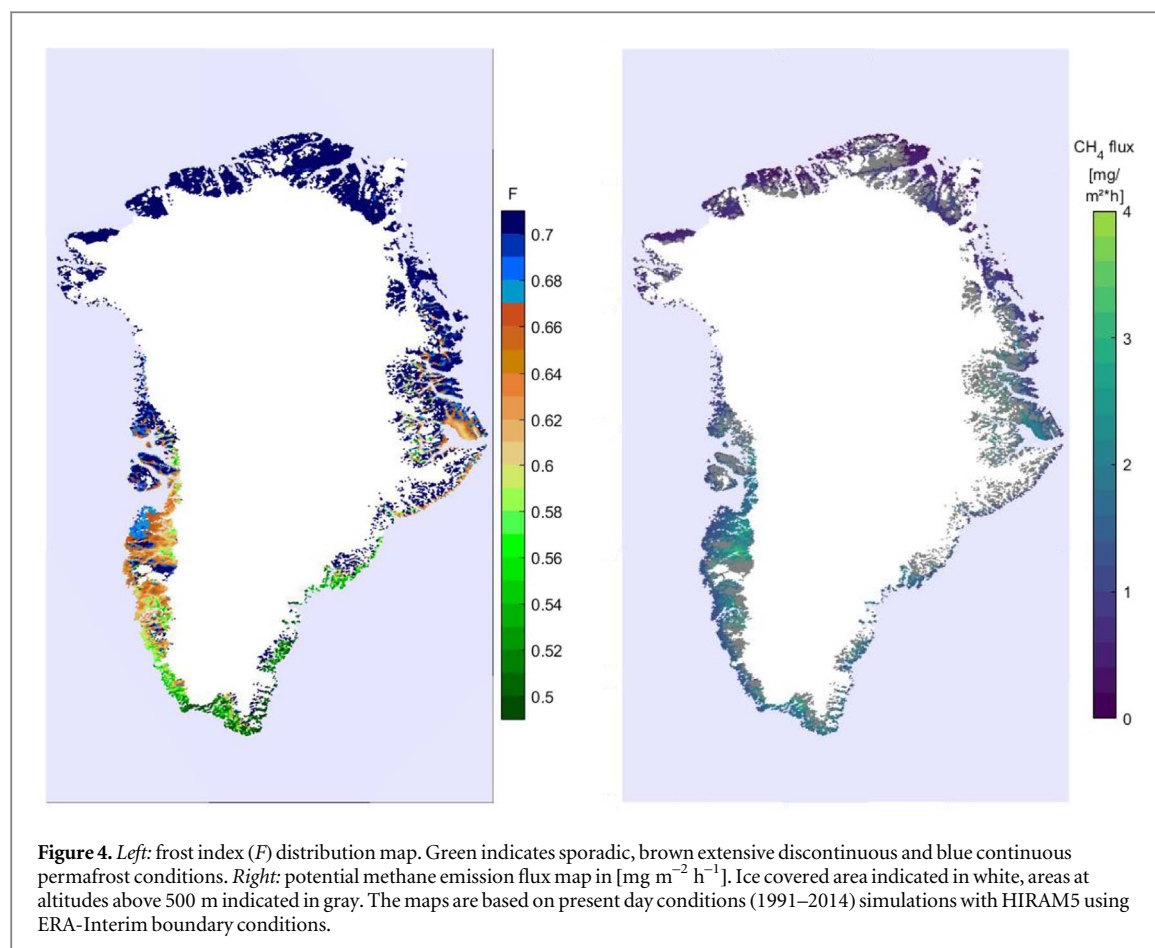 F
0.7
0.68
0.66
0.64
0.62
0.6
0.58
0.56
0.54
0.52
0.5
CH₄ flux
[mg/
m²*h]
4
3
2
1
0
Figure 4. Left: frost index (F) distribution map. Green indicates sporadic, brown extensive discontinuous and blue continuous
permafrost conditions. Right: potential methane emission flux map in [mg m⁻² h⁻¹]. Ice covered area indicated in white, areas at
altitudes above 500 m indicated in gray. The maps are based on present day conditions (1991–2014) simulations with HIRAM5 using
ERA-Interim boundary conditions.